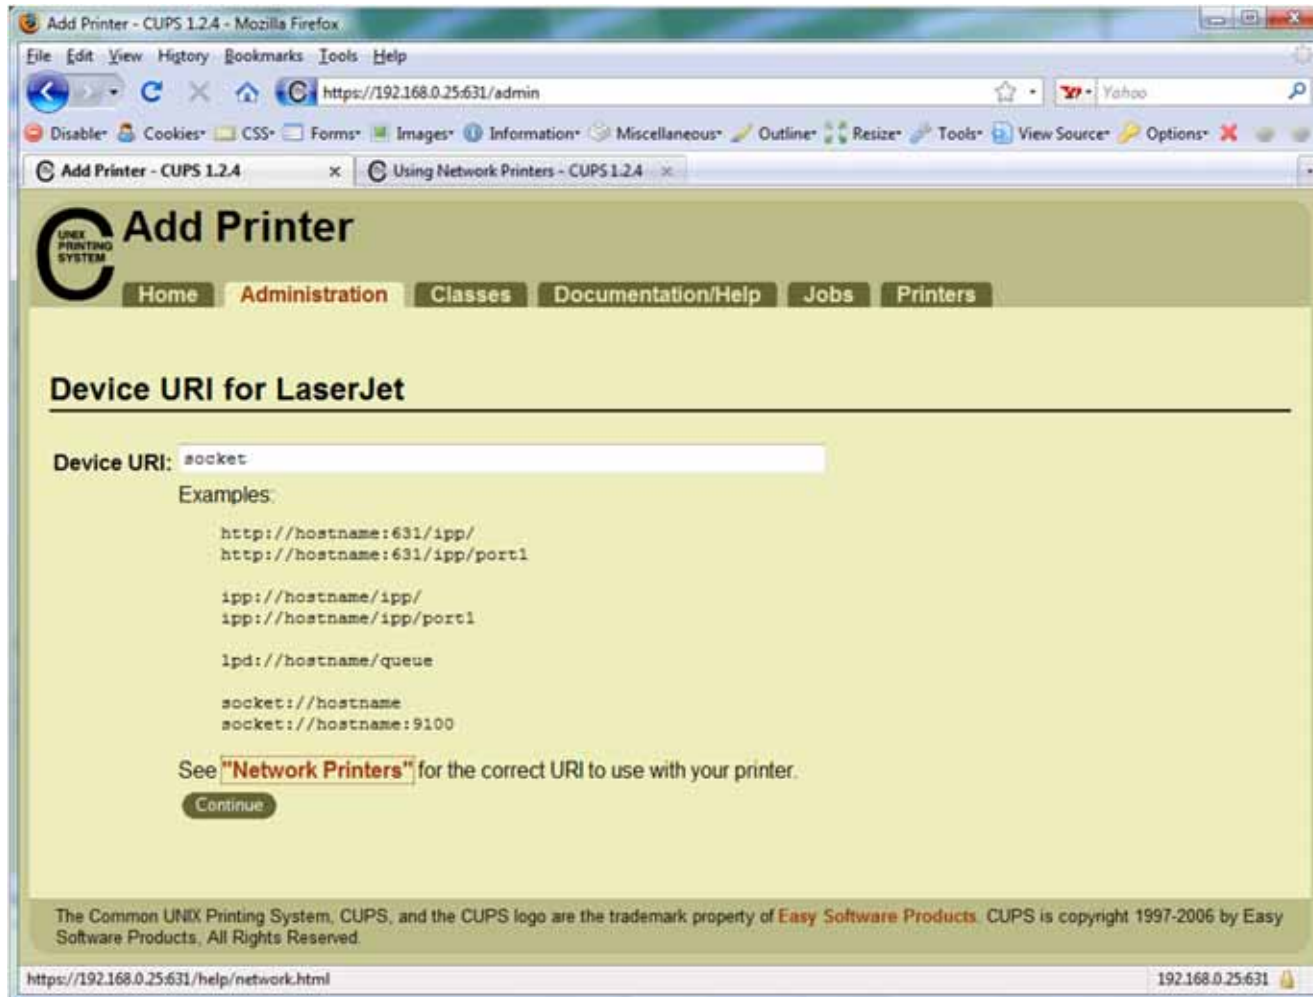 Add Printer - CUPS 1.2.4 - Mozilla Firefox
File Edit View History Bookmarks Tools Help
https://192.168.0.25:631/admin
Yahoo
Disable Cookies CSS Forms Images Information Miscellaneous Outline Resize Tools View Source Options
Add Printer - CUPS 1.2.4
Using Network Printers - CUPS 1.2.4
UNIX
PRINTING
SYSTEM
Add Printer
Home Administration Classes Documentation/Help Jobs Printers
Device URI for LaserJet
Device URI: socket
Examples:
http://hostname:631/ipp/
http://hostname:631/ipp/port1
ipp://hostname/ipp/
ipp://hostname/ipp/port1
lpd://hostname/queue
socket://hostname
socket://hostname:9100
See "Network Printers" for the correct URI to use with your printer.
Continue
The Common UNIX Printing System, CUPS, and the CUPS logo are the trademark property of Easy Software Products. CUPS is copyright 1997-2006 by Easy
Software Products, All Rights Reserved.
https://192.168.0.25:631/help/network.html
192.168.0.25:631